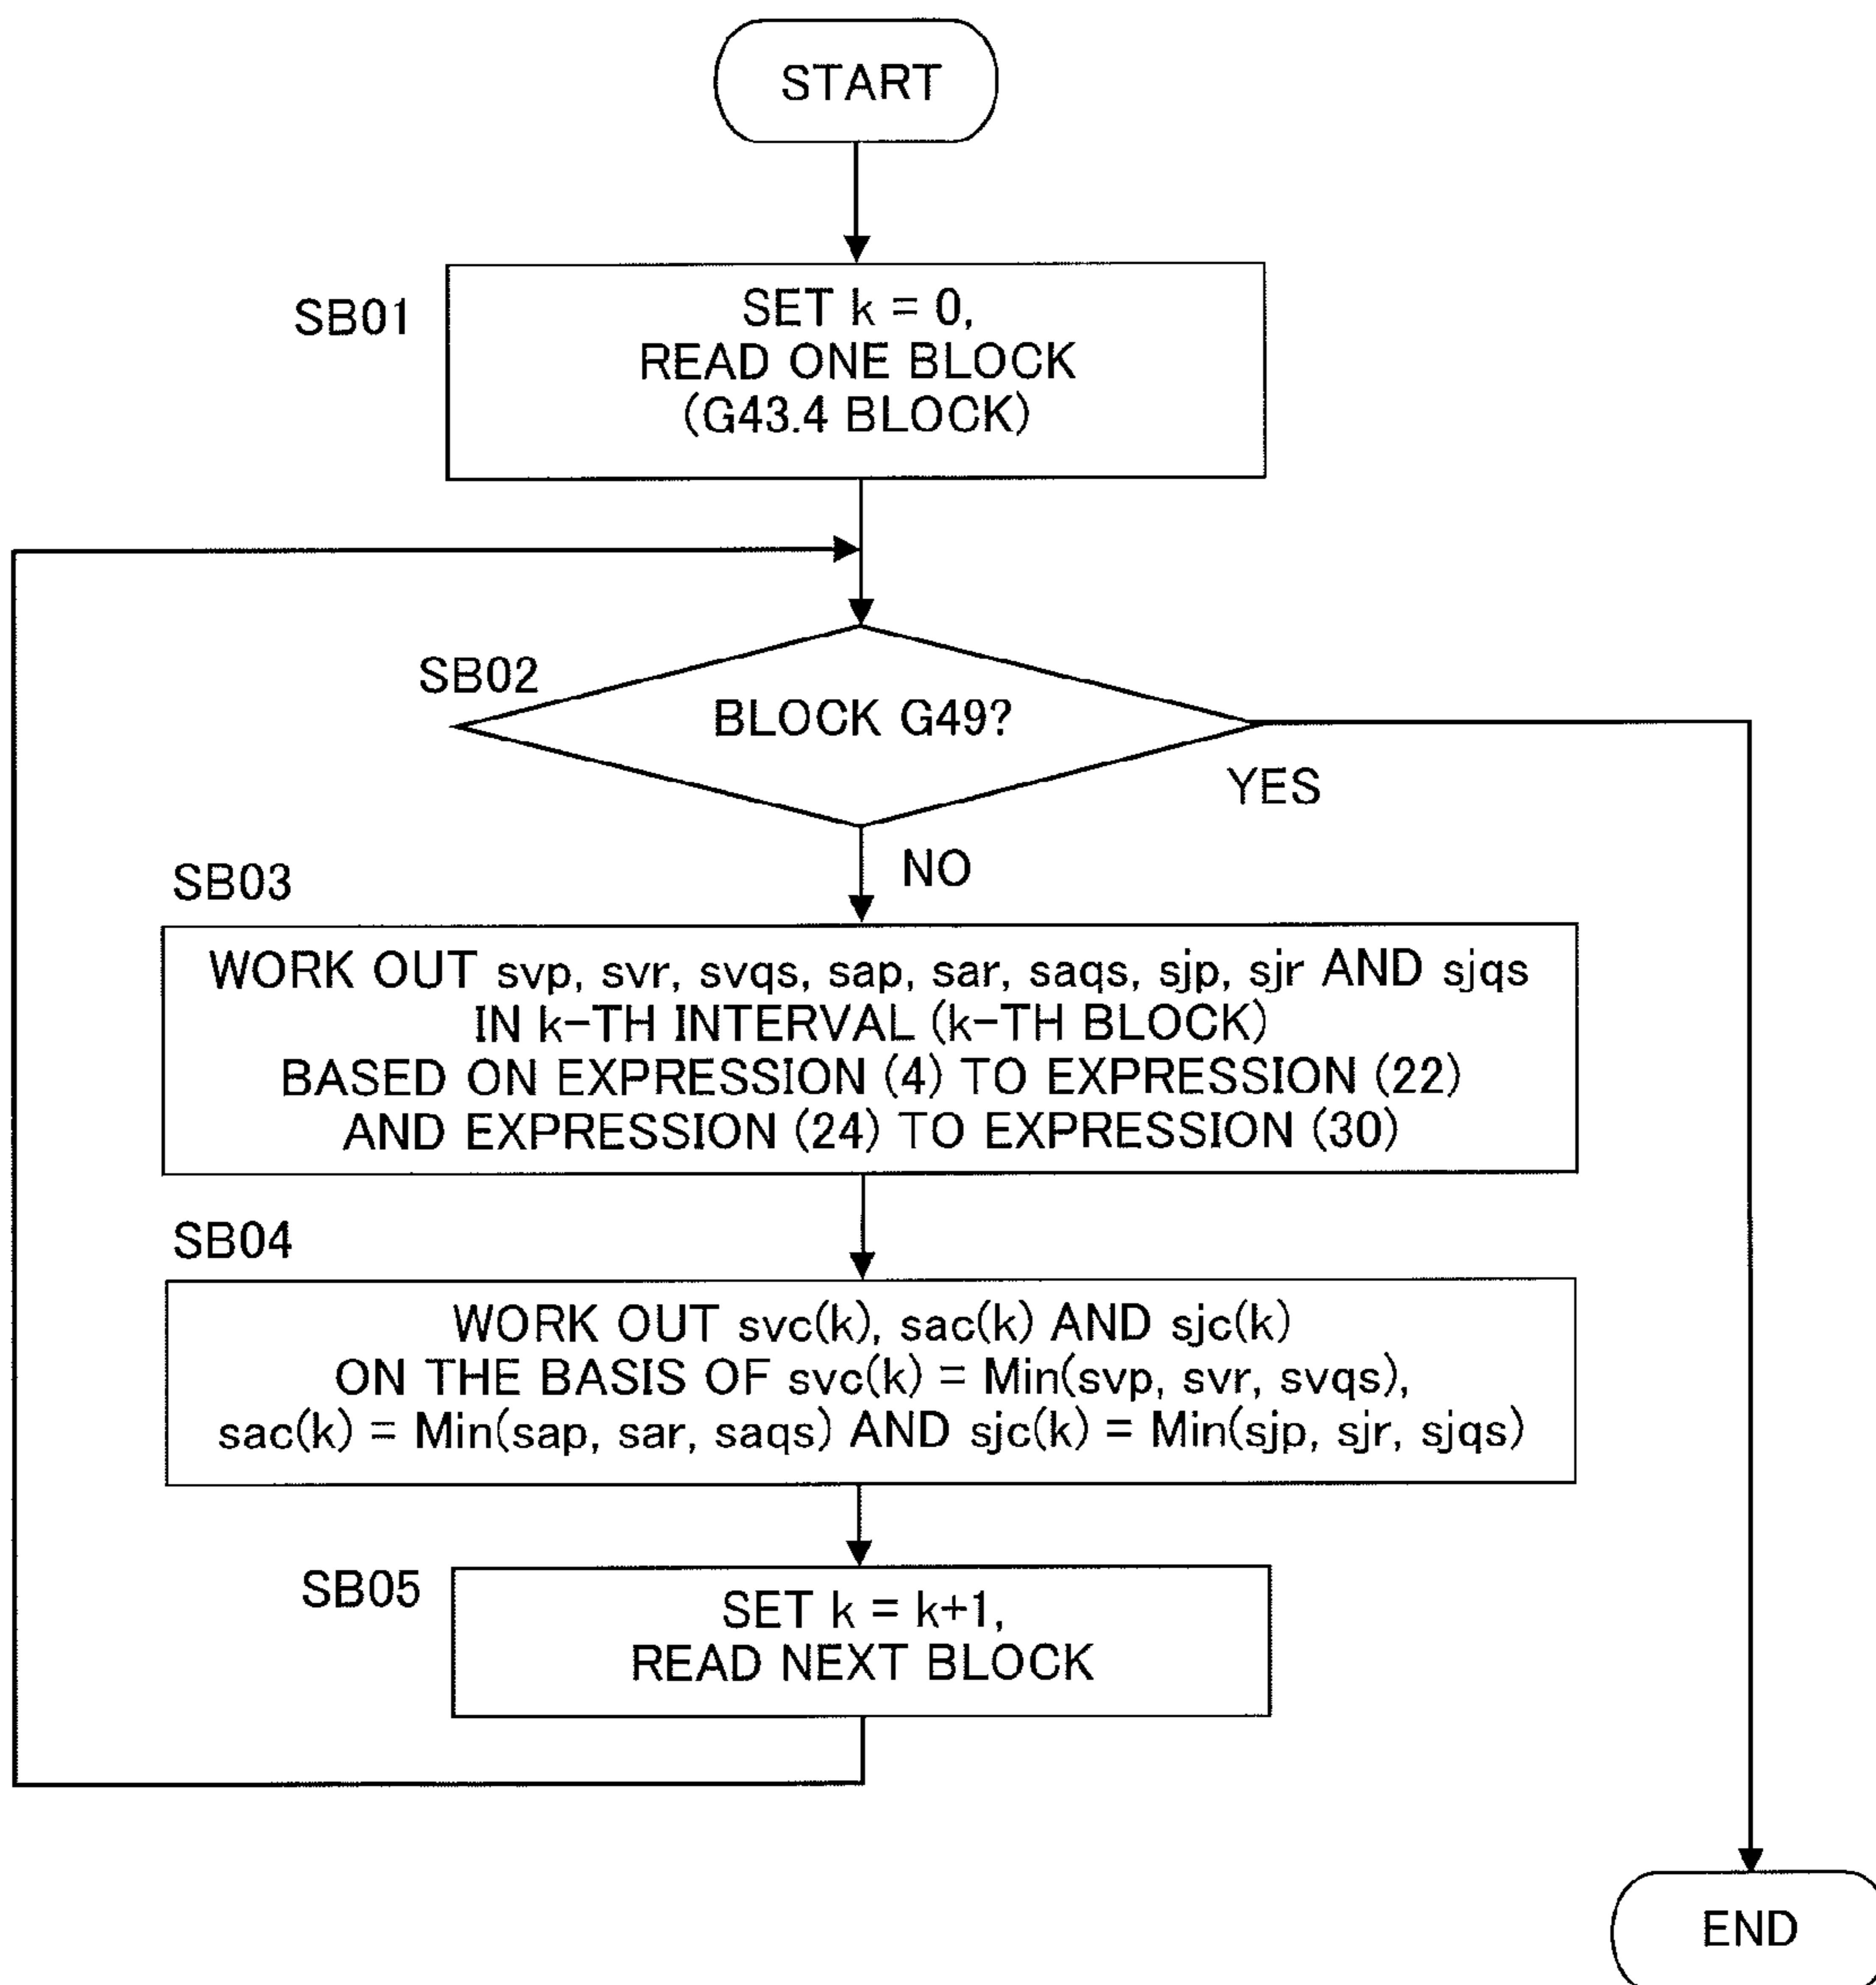 START
SB01
SET k = 0,
READ ONE BLOCK
(G43.4 BLOCK)
SB02
BLOCK G49?
YES
NO
SB03
WORK OUT svp, svr, svqs, sap, sar, saqs, sjp, sjr AND sjqs
IN k-TH INTERVAL (k-TH BLOCK)
BASED ON EXPRESSION (4) TO EXPRESSION (22)
AND EXPRESSION (24) TO EXPRESSION (30)
SB04
WORK OUT svc(k), sac(k) AND sjc(k)
ON THE BASIS OF svc(k) = Min(svp, svr, svqs),
sac(k) = Min(sap, sar, saqs) AND sjc(k) = Min(sjp, sjr, sjqs)
SB05
SET k = k+1,
READ NEXT BLOCK
END